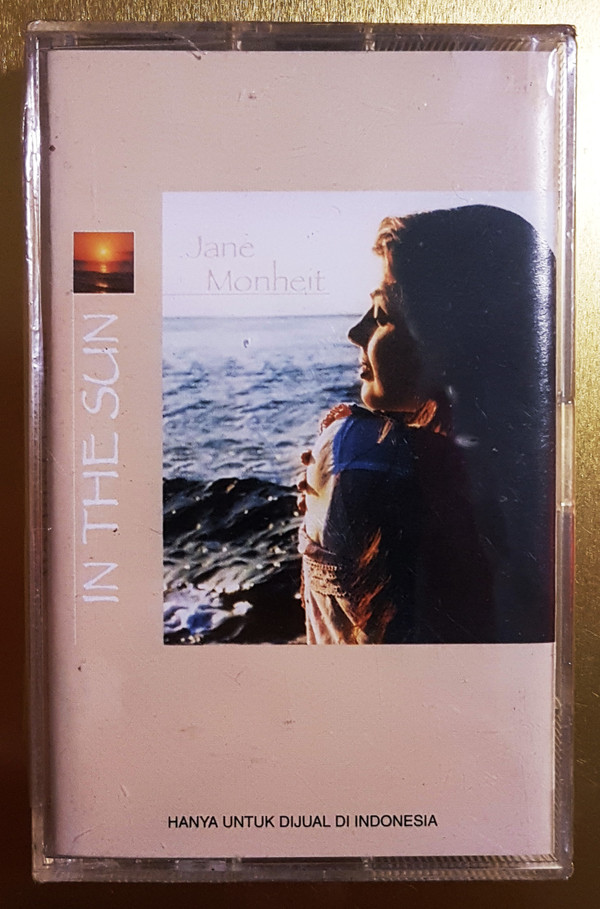 Jane
Monheit
IN THE SUN
HANYA UNTUK DIJUAL DI INDONESIA